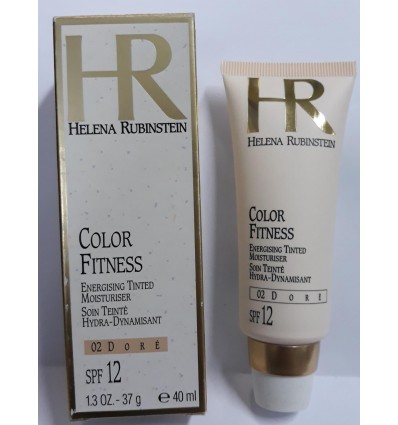 HR
HELENA RUBINSTEIN
COLOR
FITNESS
ENERGISING TINTED
MOISTURISER
SOIN TEINTÉ
HYDRA-DYNAMISANT
02 DORÉ
SPF 12
1.3 OZ. - 37 g e 40 ml
HR
HELENA RUBINSTEIN
COLOR
FITNESS
ENERGISING TINTED
MOISTURISER
SOIN TEINTÉ
HYDRA-DYNAMISANT
02 DORÉ
SPF 12